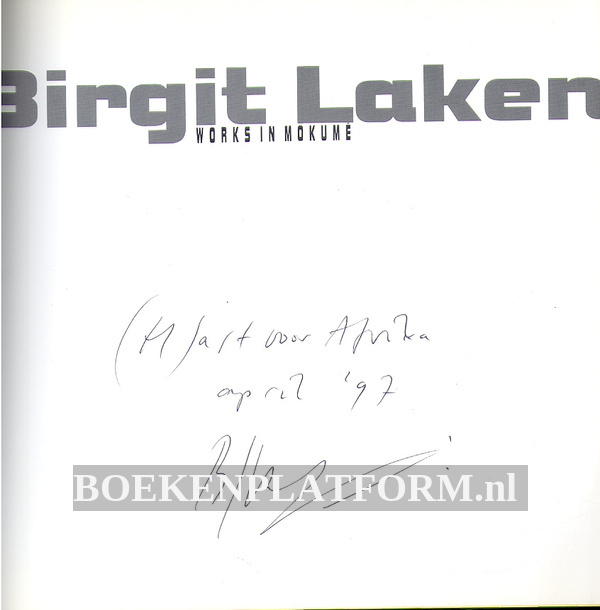 Birgit Laken
WORKS IN MOKUMÉ
(H)art voor Afrika
april '97
BOEKENPLATFORM.nl